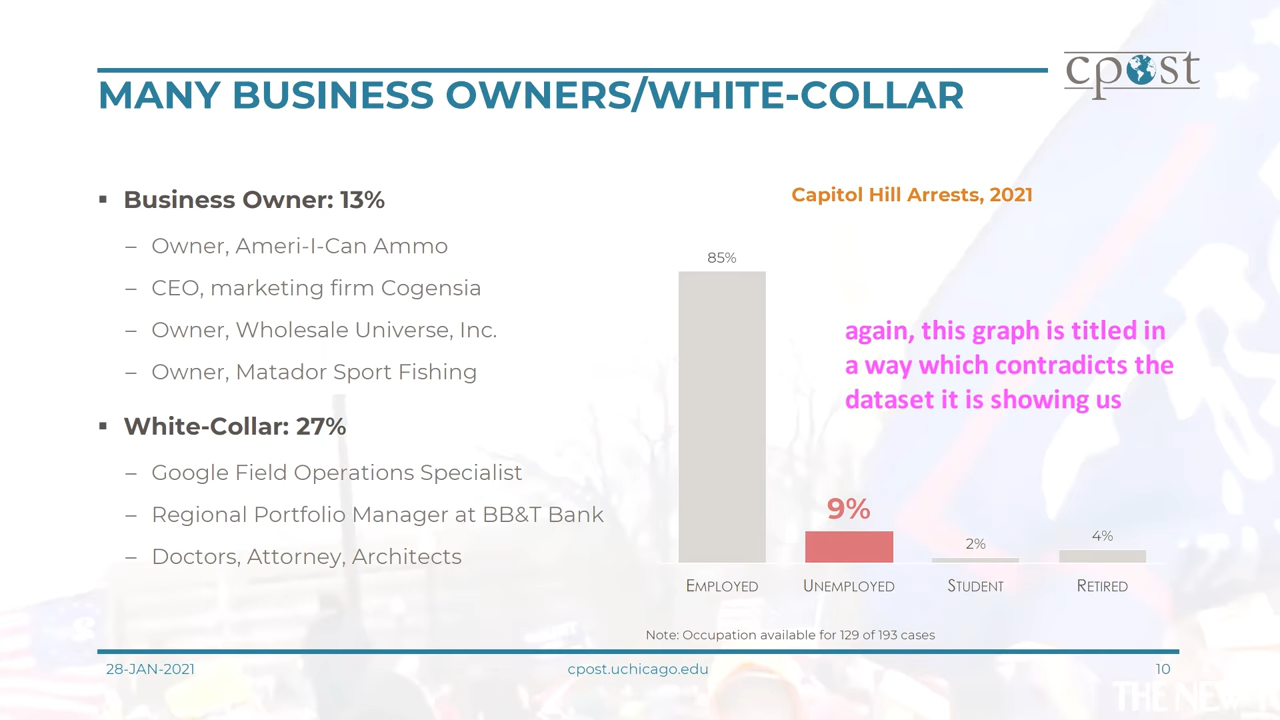 cpost
MANY BUSINESS OWNERS/WHITE-COLLAR
▪ Business Owner: 13%
– Owner, Ameri-I-Can Ammo
– CEO, marketing firm Cogensia
– Owner, Wholesale Universe, Inc.
– Owner, Matador Sport Fishing
▪ White-Collar: 27%
– Google Field Operations Specialist
– Regional Portfolio Manager at BB&T Bank
– Doctors, Attorney, Architects
Capitol Hill Arrests, 2021
85%
9%
2%
4%
again, this graph is titled in
a way which contradicts the
dataset it is showing us
EMPLOYED UNEMPLOYED STUDENT RETIRED
Note: Occupation available for 129 of 193 cases
28-JAN-2021 cpost.uchicago.edu 10
THE NEW